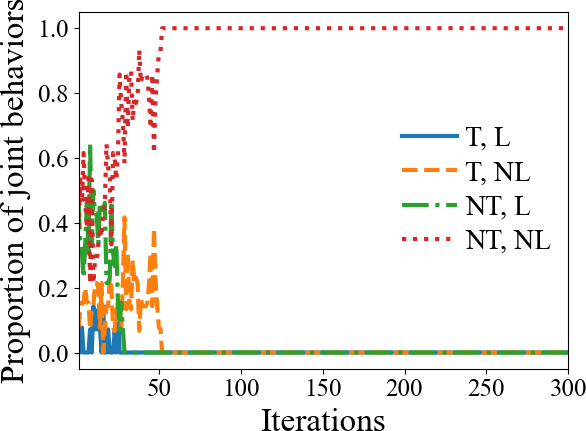 Proportion of joint behaviors
1.0
0.8
0.6
0.4
0.2
0.0
T, L
T, NL
NT, L
NT, NL
50 100 150 200 250 300
Iterations